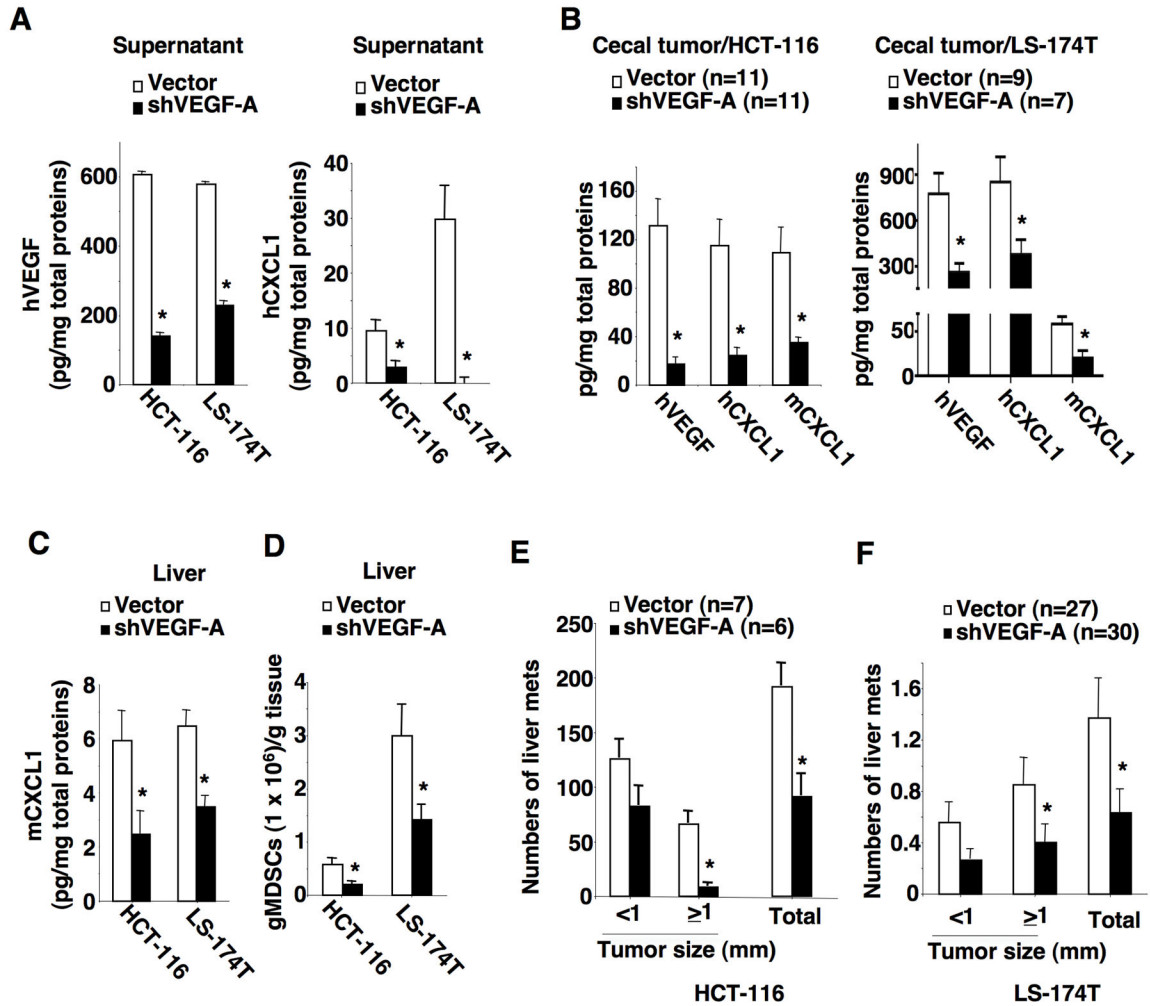 A
Supernatant
Vector
shVEGF-A
hVEGF
(pg/mg total proteins)
600
400
200
0
*
*
HCT-116
LS-174T
Supernatant
Vector
shVEGF-A
hCXCL1
(pg/mg total proteins)
40
30
20
10
0
*
*
HCT-116
LS-174T
B
Cecal tumor/HCT-116
Vector (n=11)
shVEGF-A (n=11)
pg/mg total proteins
160
120
80
40
0
*
*
*
hVEGF
hCXCL1
mCXCL1
Cecal tumor/LS-174T
Vector (n=9)
shVEGF-A (n=7)
pg/mg total proteins
900
600
300
50
0
*
*
*
hVEGF
hCXCL1
mCXCL1
C
Liver
Vector
shVEGF-A
mCXCL1
(pg/mg total proteins)
8
6
4
2
0
*
*
HCT-116
LS-174T
D
Liver
Vector
shVEGF-A
gMDSCs (1 x 10⁶)/g tissue
4
3
2
1
0
*
*
HCT-116
LS-174T
E
Vector (n=7)
shVEGF-A (n=6)
Numbers of liver mets
250
200
150
100
50
0
*
*
<1
≥1
Total
Tumor size (mm)
HCT-116
F
Vector (n=27)
shVEGF-A (n=30)
Numbers of liver mets
1.6
1.2
0.8
0.4
0
*
*
<1
≥1
Total
Tumor size (mm)
LS-174T